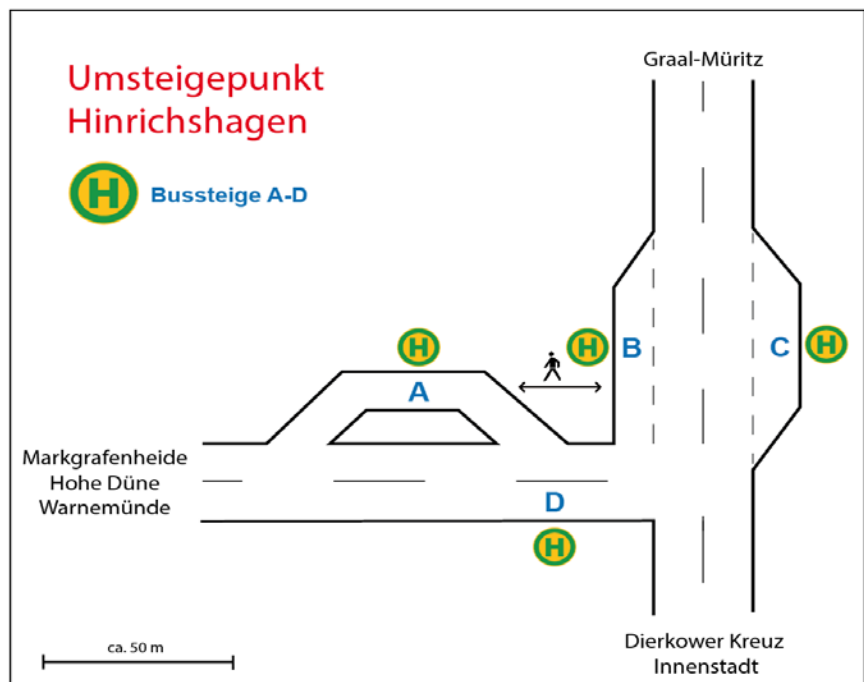 Umsteigepunkt
Hinrichshagen
H
Bussteige A-D
Graal-Müritz
H
H
B
C
H
A
Markgrafenheide
Hohe Düne
Warnemünde
D
H
ca. 50 m
Dierkower Kreuz
Innenstadt